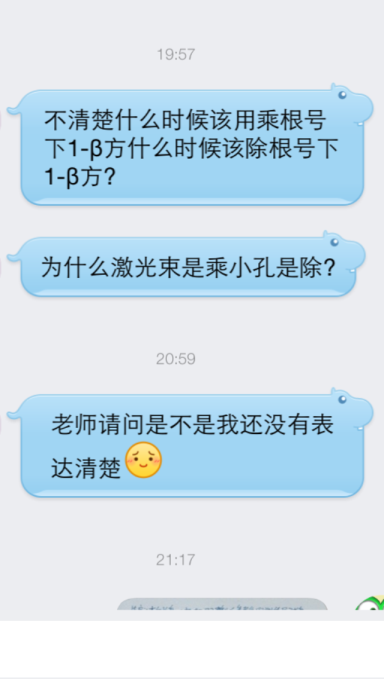 19:57
不清楚什么时候该用乘根号
下1-β方什么时候该除根号下
1-β方?
为什么激光束是乘小孔是除?
20:59
老师请问是不是我还没有表
达清楚
21:17